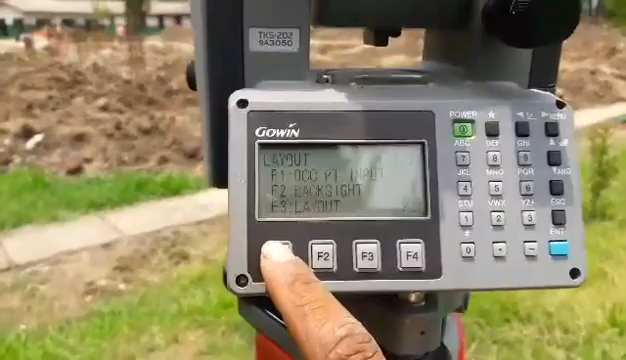 TKS-202
9A3050
GOWIN
LAYOUT
F1:OCC PT INPUT
F2:BACKSIGHT
F3:LAYOUT
F2 F3 F4
POWER ★ MENU
ABC DEF GHI
7 8 9
JKL MNO PQR
4 5 6 ANG
STU VWX YZ
1 2 3 ESC
# ENT
0 . -